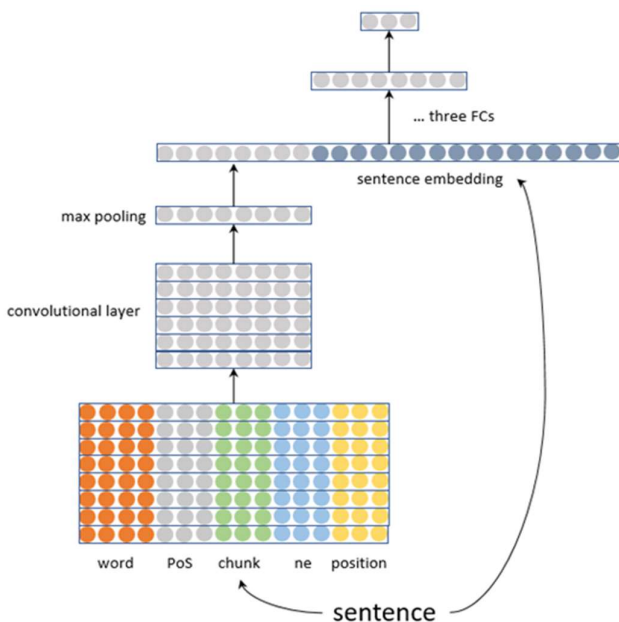 ... three FCs
sentence embedding
max pooling
convolutional layer
word PoS chunk ne position
sentence